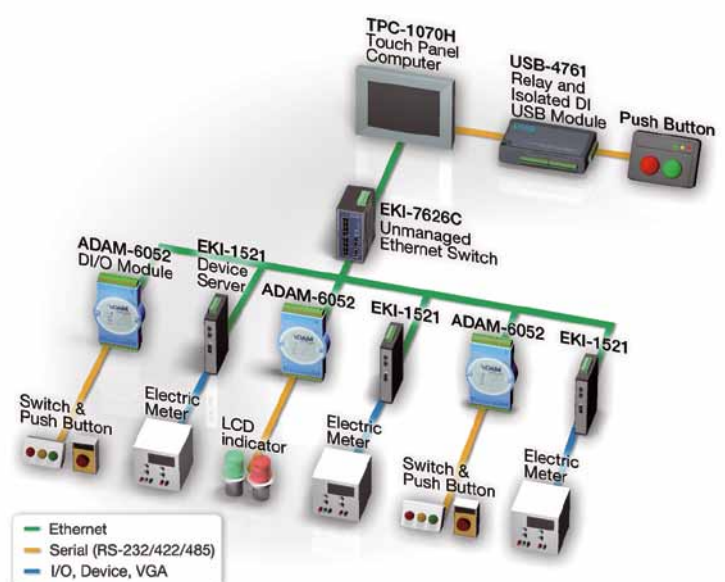 TPC-1070H
Touch Panel
Computer
USB-4761
Relay and
Isolated DI
USB Module
Push Button
EKI-7626C
Unmanaged
Ethernet Switch
ADAM-6052
DI/O Module
EKI-1521
Device
Server
ADAM-6052
EKI-1521
ADAM-6052
EKI-1521
Switch &
Push Button
Electric
Meter
LCD
indicator
Electric
Meter
Switch &
Push Button
Electric
Meter
Ethernet
Serial (RS-232/422/485)
I/O, Device, VGA